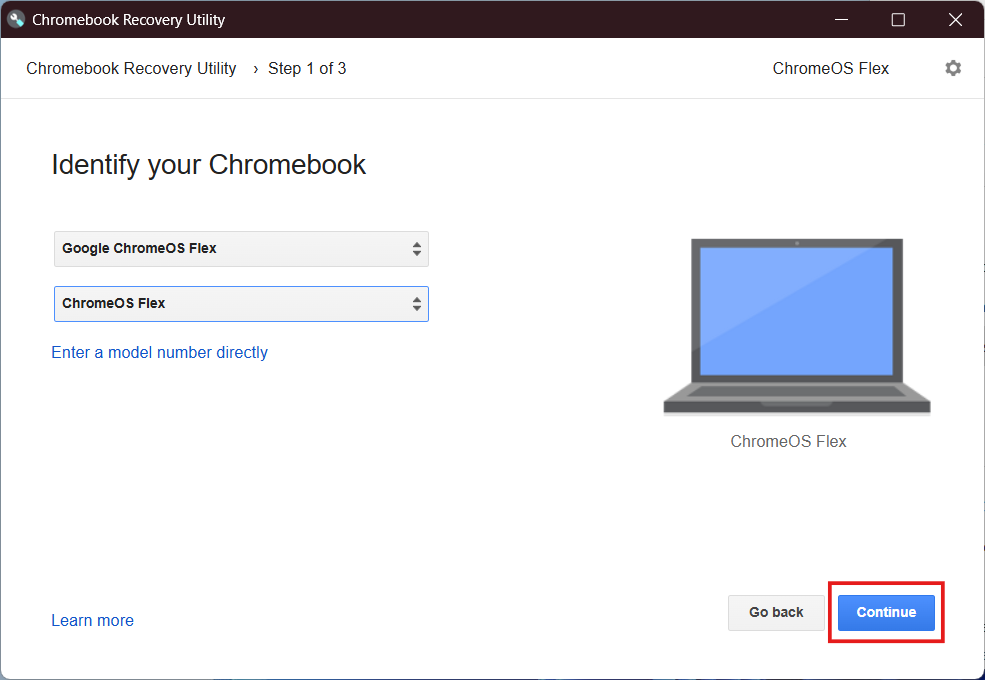 Chromebook Recovery Utility
Chromebook Recovery Utility › Step 1 of 3 ChromeOS Flex
Identify your Chromebook
Google ChromeOS Flex
ChromeOS Flex
Enter a model number directly
ChromeOS Flex
Learn more
Go back
Continue